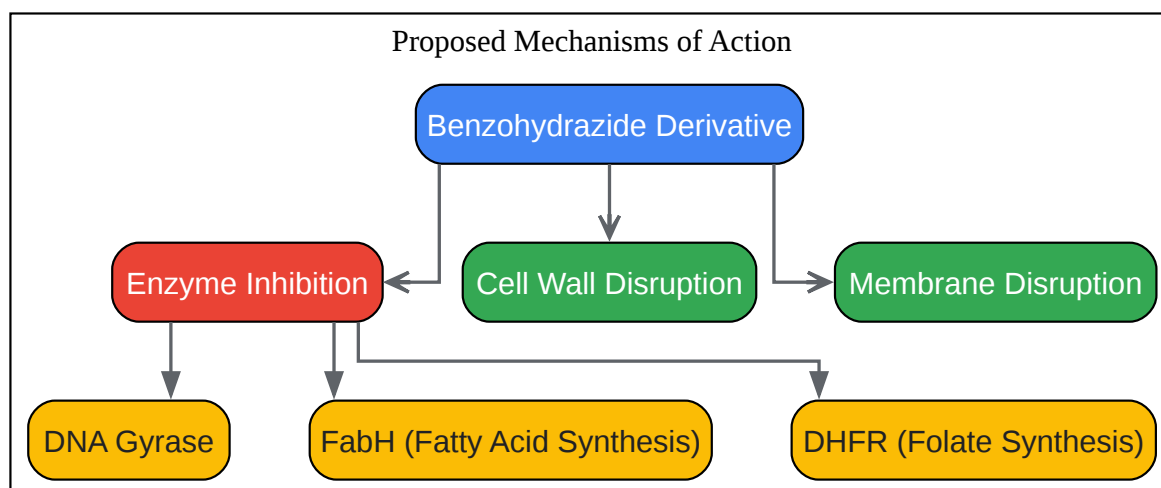 Proposed Mechanisms of Action
Benzohydrazide Derivative
Enzyme Inhibition
Cell Wall Disruption
Membrane Disruption
DNA Gyrase
FabH (Fatty Acid Synthesis)
DHFR (Folate Synthesis)